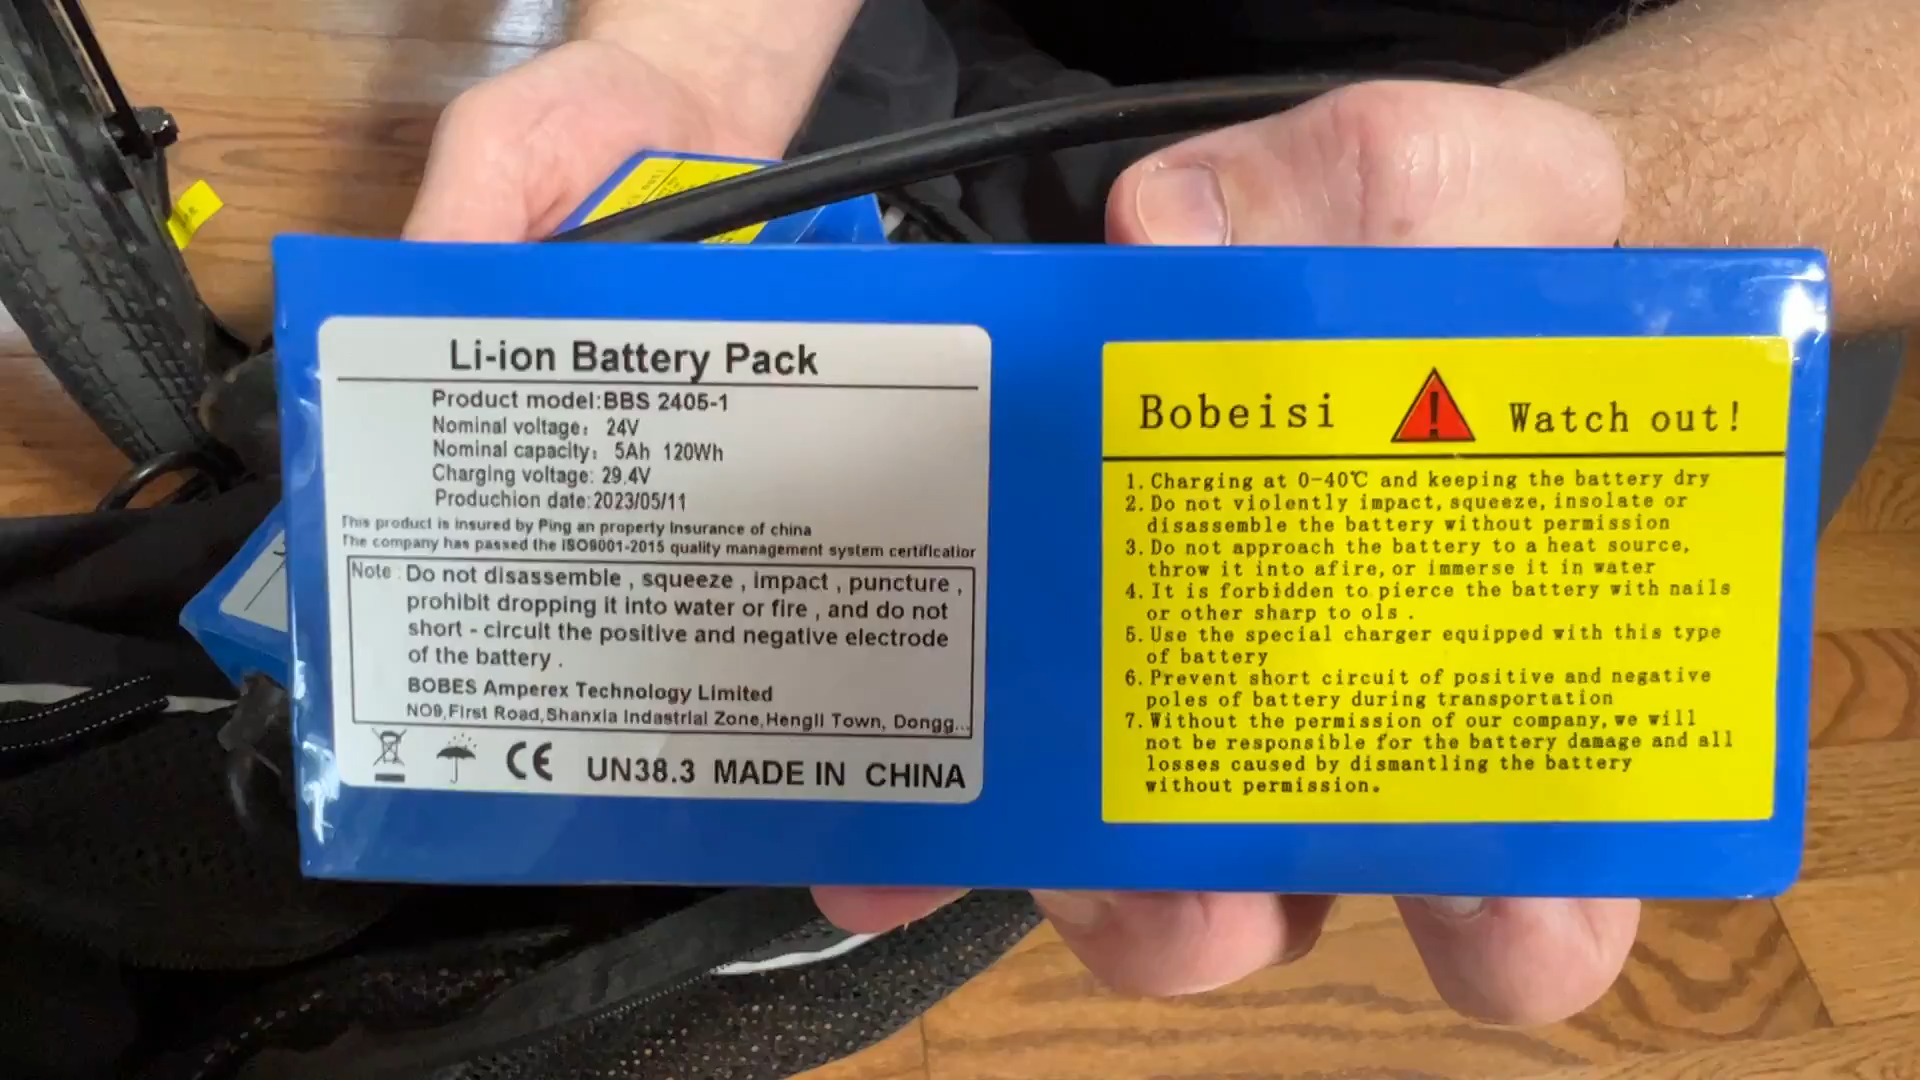 Li-ion Battery Pack
Product model:BBS 2405-1
Nominal voltage: 24V
Nominal capacity: 5Ah 120Wh
Charging voltage: 29.4V
Produchion date:2023/05/11
This product is insured by Ping an property Insurance of china
The company has passed the ISO9001-2015 quality management system certificatior
Note : Do not disassemble , squeeze , impact , puncture ,
prohibit dropping it into water or fire , and do not
short - circuit the positive and negative electrode
of the battery .
BOBES Amperex Technology Limited
NO9,First Road,Shanxia Indastrial Zone,Hengli Town, Dongg...
CE UN38.3 MADE IN CHINA
Bobeisi ! Watch out!
1. Charging at 0-40℃ and keeping the battery dry
2. Do not violently impact, squeeze, insolate or
disassemble the battery without permission
3. Do not approach the battery to a heat source,
throw it into afire, or immerse it in water
4. It is forbidden to pierce the battery with nails
or other sharp to ols .
5. Use the special charger equipped with this type
of battery
6. Prevent short circuit of positive and negative
poles of battery during transportation
7. Without the permission of our company, we will
not be responsible for the battery damage and all
losses caused by dismantling the battery
without permission.